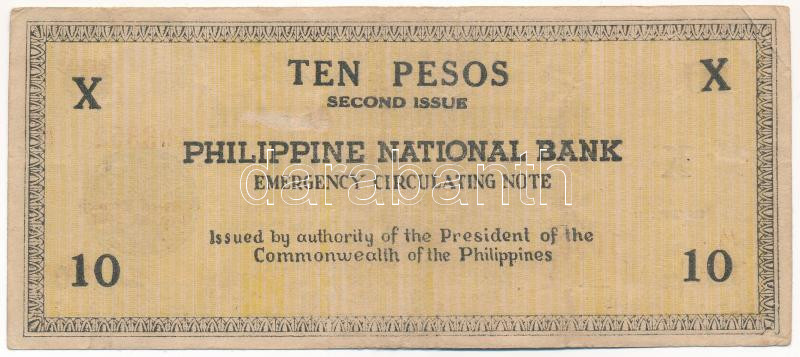 TEN PESOS
X X
SECOND ISSUE
PHILIPPINE NATIONAL BANK
EMERGENCY CIRCULATING NOTE
darabanth
Issued by authority of the President of the
Commonwealth of the Philippines
10 10